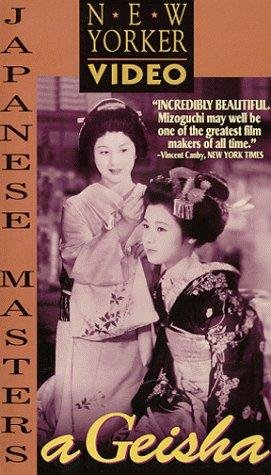 JAPANESE MASTERS
N★E★W
YORKER
VIDEO
“INCREDIBLY BEAUTIFUL.
Mizoguchi may well be
one of the greatest film
makers of all time.”
–Vincent Canby, NEW YORK TIMES
a Geisha